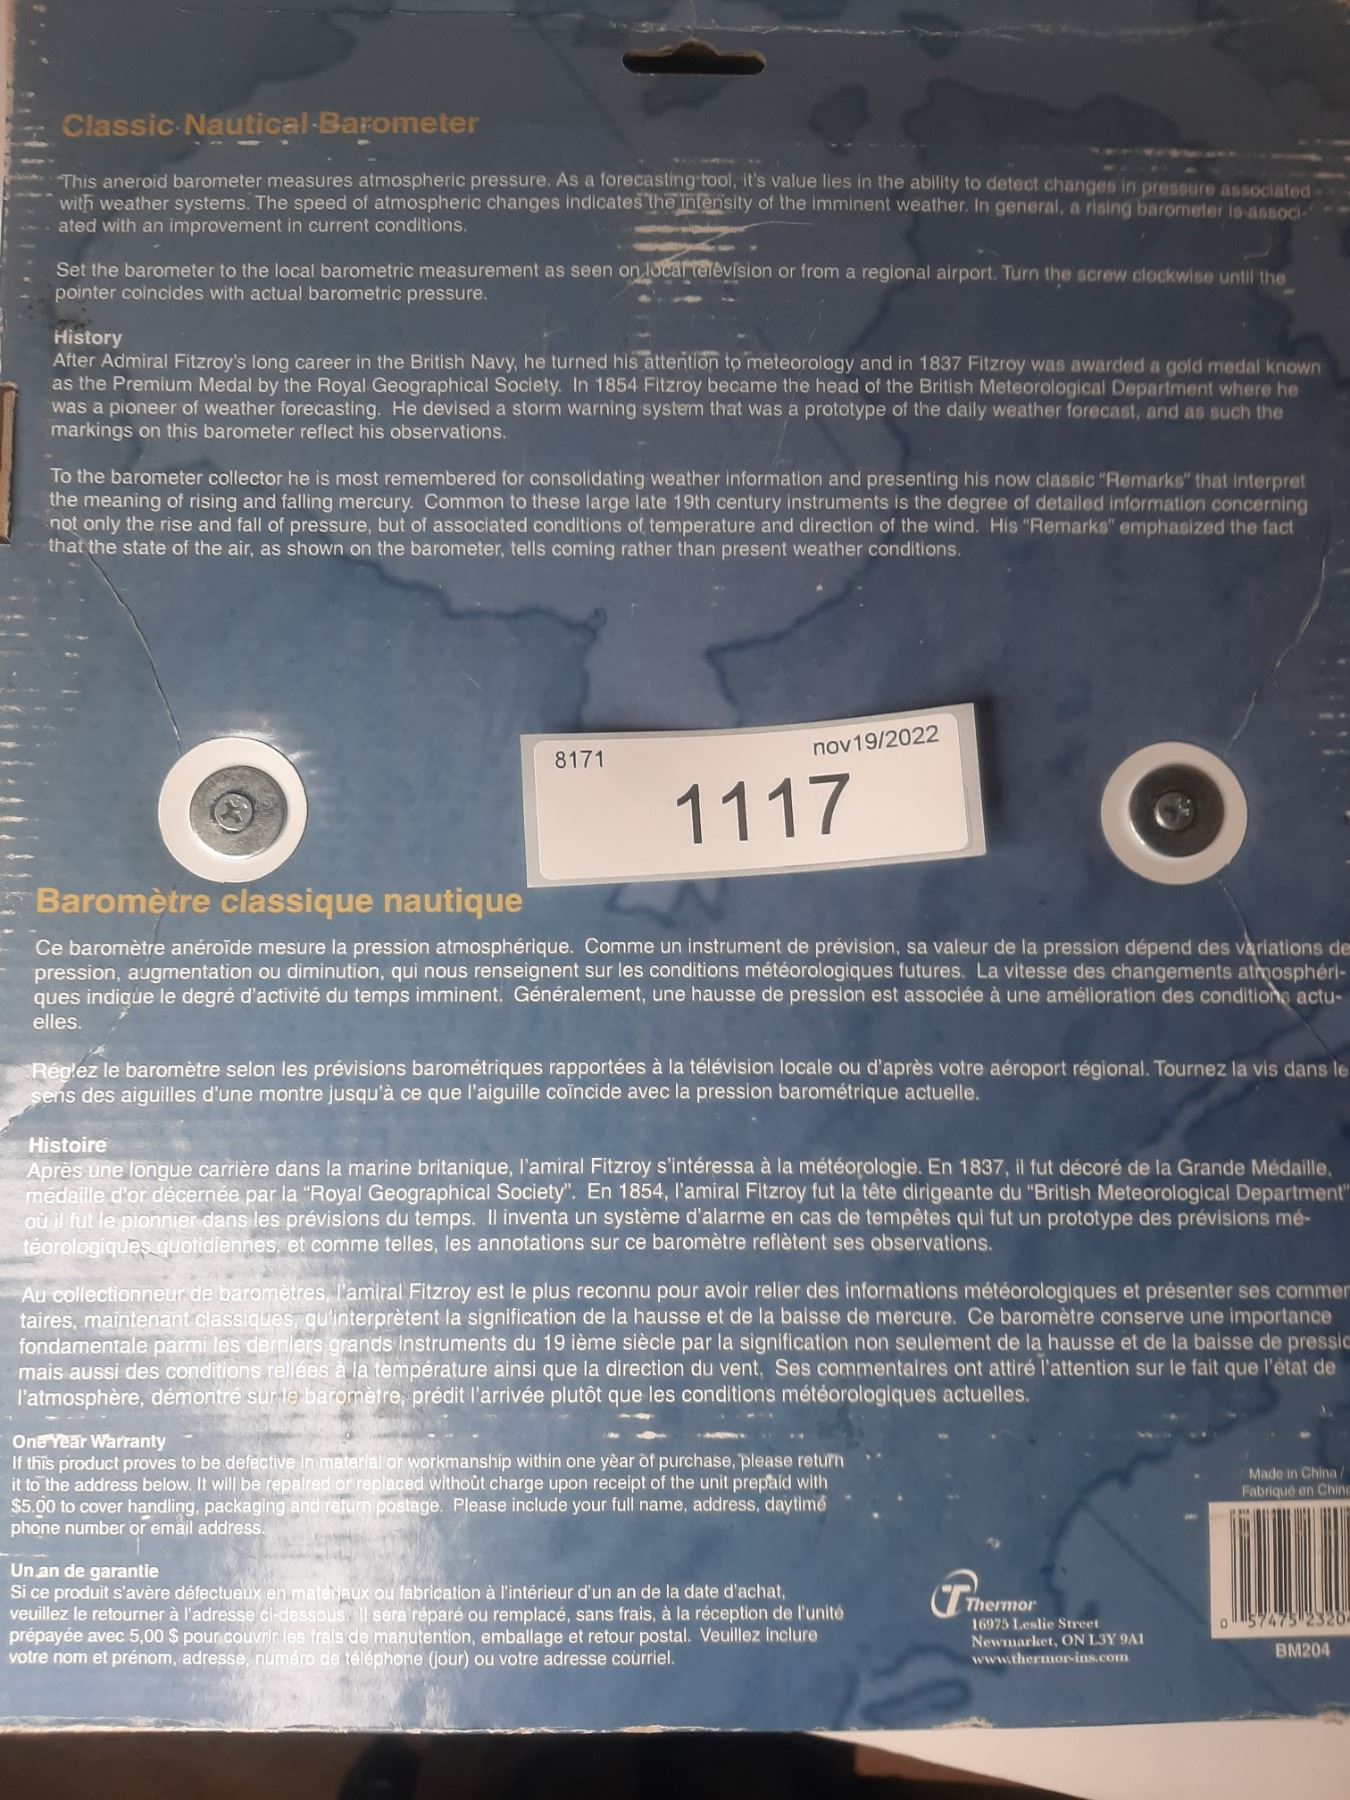 Classic Nautical Barometer
This aneroid barometer measures atmospheric pressure. As a forecasting tool, it's value lies in the ability to detect changes in pressure associated
with weather systems. The speed of atmospheric changes indicates the intensity of the imminent weather. In general, a rising barometer is associ-
ated with an improvement in current conditions.
Set the barometer to the local barometric measurement as seen on local television or from a regional airport. Turn the screw clockwise until the
pointer coincides with actual barometric pressure.
History
After Admiral Fitzroy's long career in the British Navy, he turned his attention to meteorology and in 1837 Fitzroy was awarded a gold medal known
as the Premium Medal by the Royal Geographical Society. In 1854 Fitzroy became the head of the British Meteorological Department where he
was a pioneer of weather forecasting. He devised a storm warning system that was a prototype of the daily weather forecast, and as such the
markings on this barometer reflect his observations.
To the barometer collector he is most remembered for consolidating weather information and presenting his now classic "Remarks" that interpret
the meaning of rising and falling mercury. Common to these large late 19th century instruments is the degree of detailed information concerning
not only the rise and fall of pressure, but of associated conditions of temperature and direction of the wind. His "Remarks" emphasized the fact
that the state of the air, as shown on the barometer, tells coming rather than present weather conditions.
8171 nov19/2022
1117
Baromètre classique nautique
Ce baromètre anéroïde mesure la pression atmosphérique. Comme un instrument de prévision, sa valeur de la pression dépend des variations de
pression, augmentation ou diminution, qui nous renseignent sur les conditions météorologiques futures. La vitesse des changements atmosphéri-
ques indique le degré d'activité du temps imminent. Généralement, une hausse de pression est associée à une amélioration des conditions actu-
elles.
Réglez le baromètre selon les prévisions barométriques rapportées à la télévision locale ou d'après votre aéroport régional. Tournez la vis dans le
sens des aiguilles d'une montre jusqu'à ce que l'aiguille coïncide avec la pression barométrique actuelle.
Histoire
Après une longue carrière dans la marine britanique, l'amiral Fitzroy s'intéressa à la météorologie. En 1837, il fut décoré de la Grande Médaille,
médaille d'or décernée par la "Royal Geographical Society". En 1854, l'amiral Fitzroy fut la tête dirigeante du "British Meteorological Department"
où il fut le pionnier dans les prévisions du temps. Il inventa un système d'alarme en cas de tempêtes qui fut un prototype des prévisions mé-
téorologiques quotidiennes, et comme telles, les annotations sur ce baromètre reflètent ses observations.
Au collectionneur de baromètres, l'amiral Fitzroy est le plus reconnu pour avoir relier des informations météorologiques et présenter ses commen
taires, maintenant classiques, qu'interprètent la signification de la hausse et de la baisse de mercure. Ce baromètre conserve une importance
fondamentale parmi les derniers grands instruments du 19 ième siècle par la signification non seulement de la hausse et de la baisse de pressio
mais aussi des conditions reliées à la température ainsi que la direction du vent. Ses commentaires ont attiré l'attention sur le fait que l'état de
l'atmosphère, démontré sur le baromètre, prédit l'arrivée plutôt que les conditions météorologiques actuelles.
One Year Warranty
If this product proves to be defective in material or workmanship within one year of purchase, please return
it to the address below. It will be repaired or replaced without charge upon receipt of the unit prepaid with
$5.00 to cover handling, packaging and return postage. Please include your full name, address, daytime
phone number or email address.
Un an de garantie
Si ce produit s'avère défectueux en matériaux ou fabrication à l'intérieur d'un an de la date d'achat,
veuillez le retourner à l'adresse ci-dessous. Il sera réparé ou remplacé, sans frais, à la réception de l'unité
prépayée avec 5,00 $ pour couvrir les frais de manutention, emballage et retour postal. Veuillez inclure
votre nom et prénom, adresse, numéro de téléphone (jour) ou votre adresse courriel.
Thermor
16975 Leslie Street
Newmarket, ON L3Y 9A1
www.thermor-ins.com
Made in China /
Fabriqué en Chine
0 57475 2320
BM204